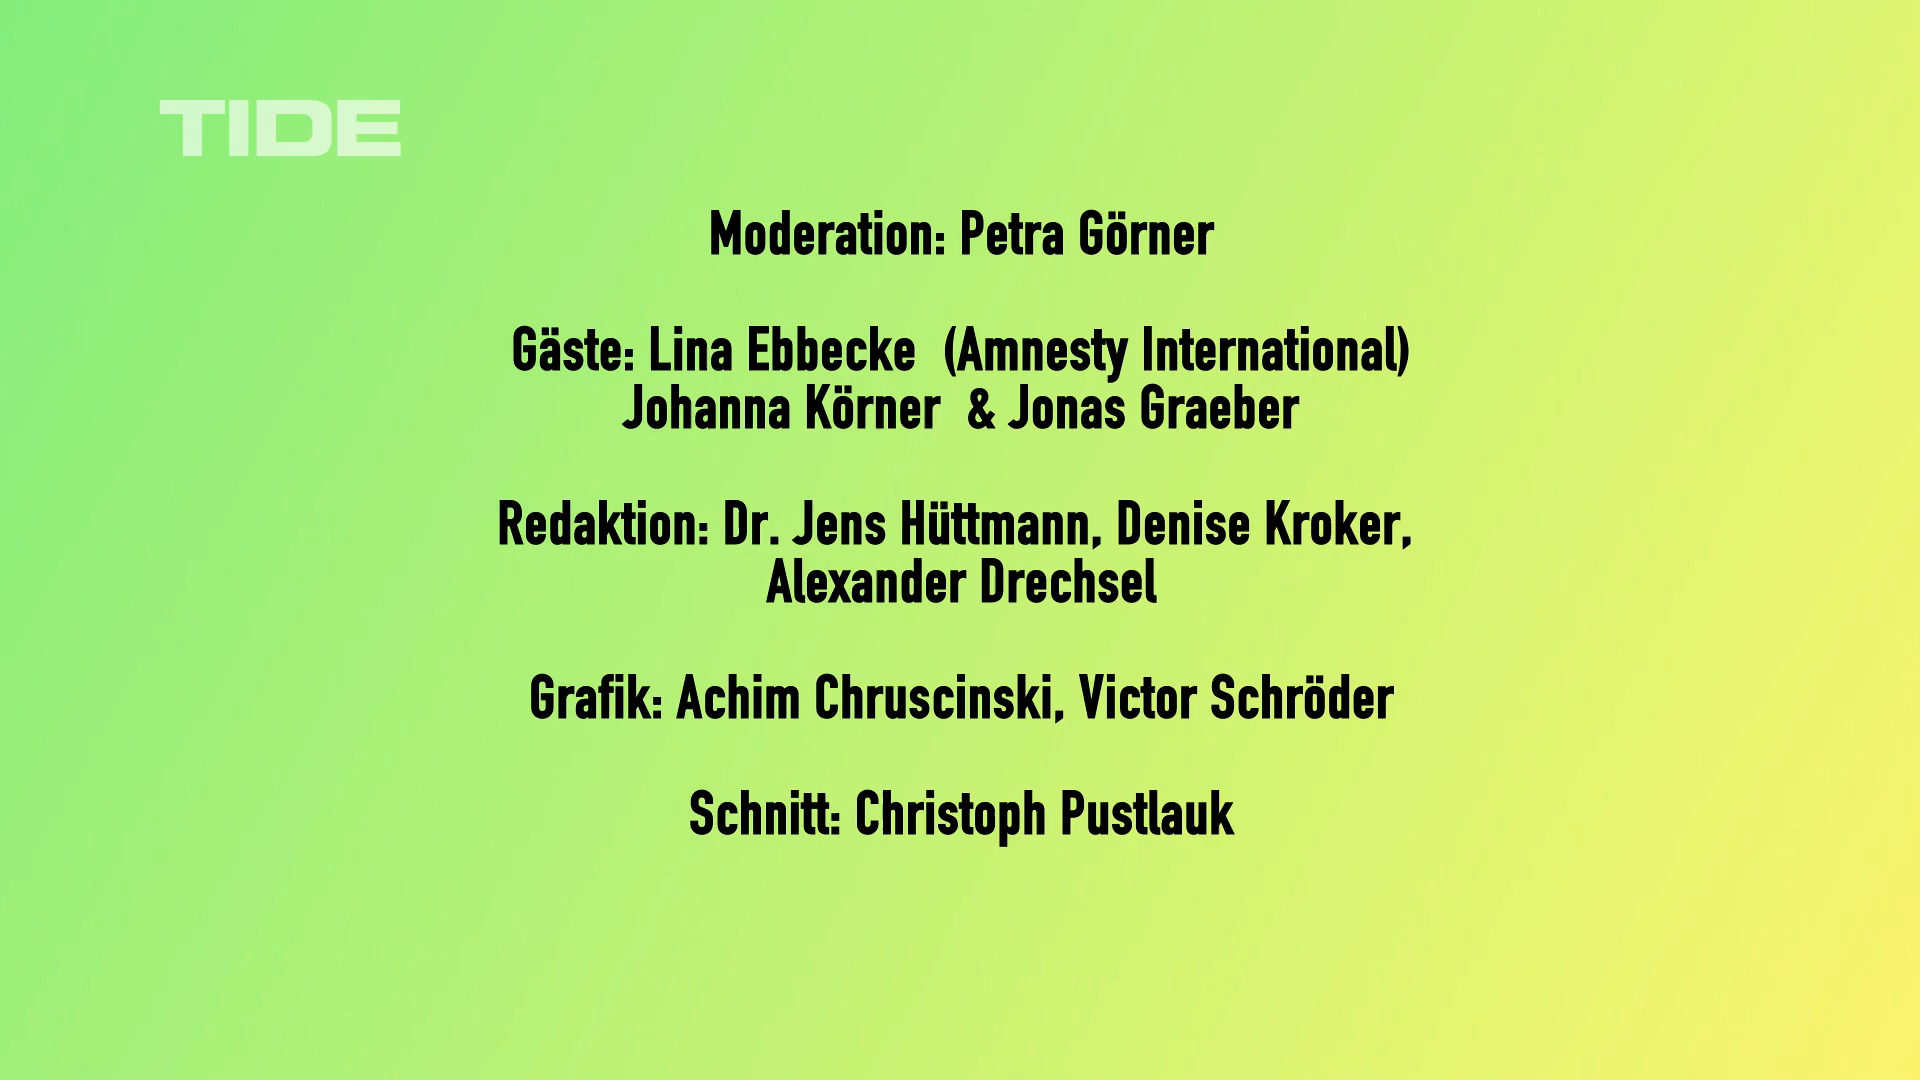 TIDE
Moderation: Petra Görner
Gäste: Lina Ebbecke (Amnesty International)
Johanna Körner & Jonas Graeber
Redaktion: Dr. Jens Hüttmann, Denise Kroker,
Alexander Drechsel
Grafik: Achim Chruscinski, Victor Schröder
Schnitt: Christoph Pustlauk